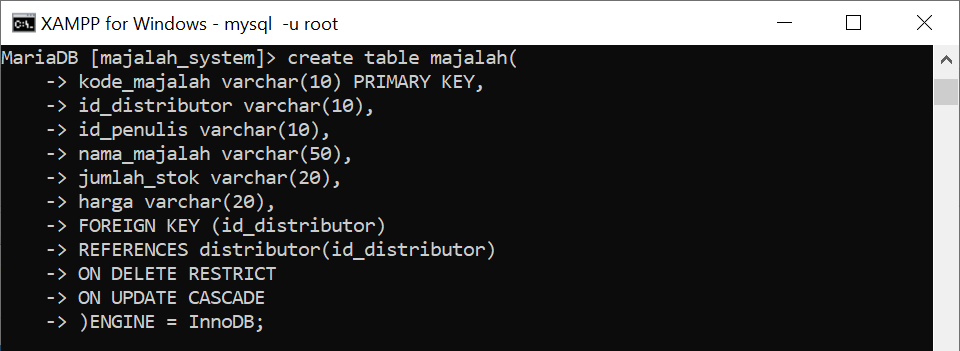 XAMPP for Windows - mysql  -u root
MariaDB [majalah_system]> create table majalah(
    -> kode_majalah varchar(10) PRIMARY KEY,
    -> id_distributor varchar(10),
    -> id_penulis varchar(10),
    -> nama_majalah varchar(50),
    -> jumlah_stok varchar(20),
    -> harga varchar(20),
    -> FOREIGN KEY (id_distributor)
    -> REFERENCES distributor(id_distributor)
    -> ON DELETE RESTRICT
    -> ON UPDATE CASCADE
    -> )ENGINE = InnoDB;